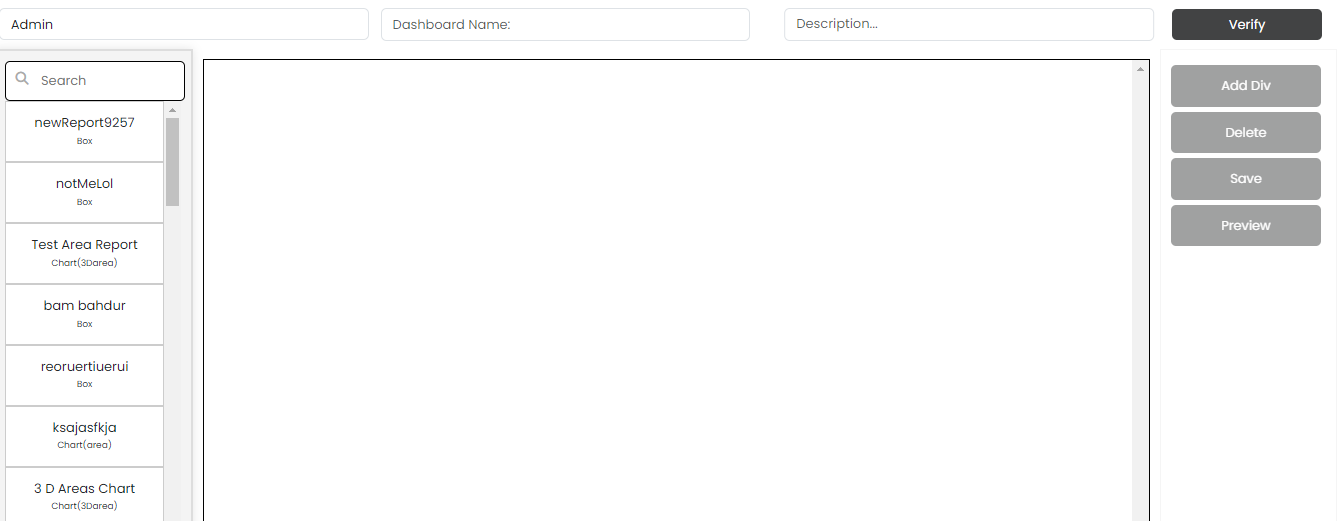 Admin
Dashboard Name:
Description...
Verify
Search
newReport9257
Box
notMeLol
Box
Test Area Report
Chart(3Darea)
bam bahdur
Box
reoruertiuerui
Box
ksajasfkja
Chart(area)
3 D Areas Chart
Chart(3Darea)
Add Div
Delete
Save
Preview